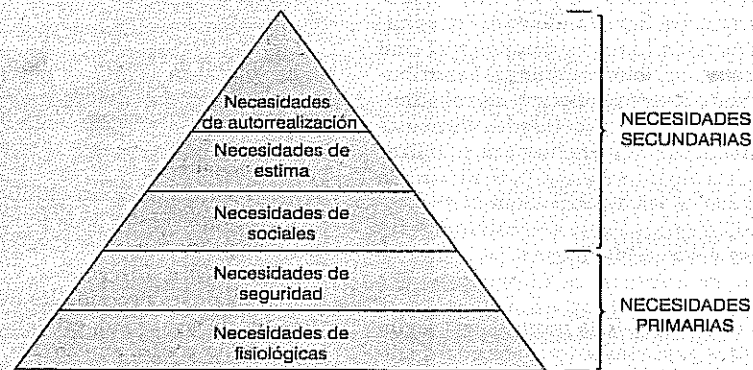 Necesidades
de autorrealización
Necesidades de
estima
Necesidades de
sociales
Necesidades de
seguridad
Necesidades de
fisiológicas
NECESIDADES
SECUNDARIAS
NECESIDADES
PRIMARIAS